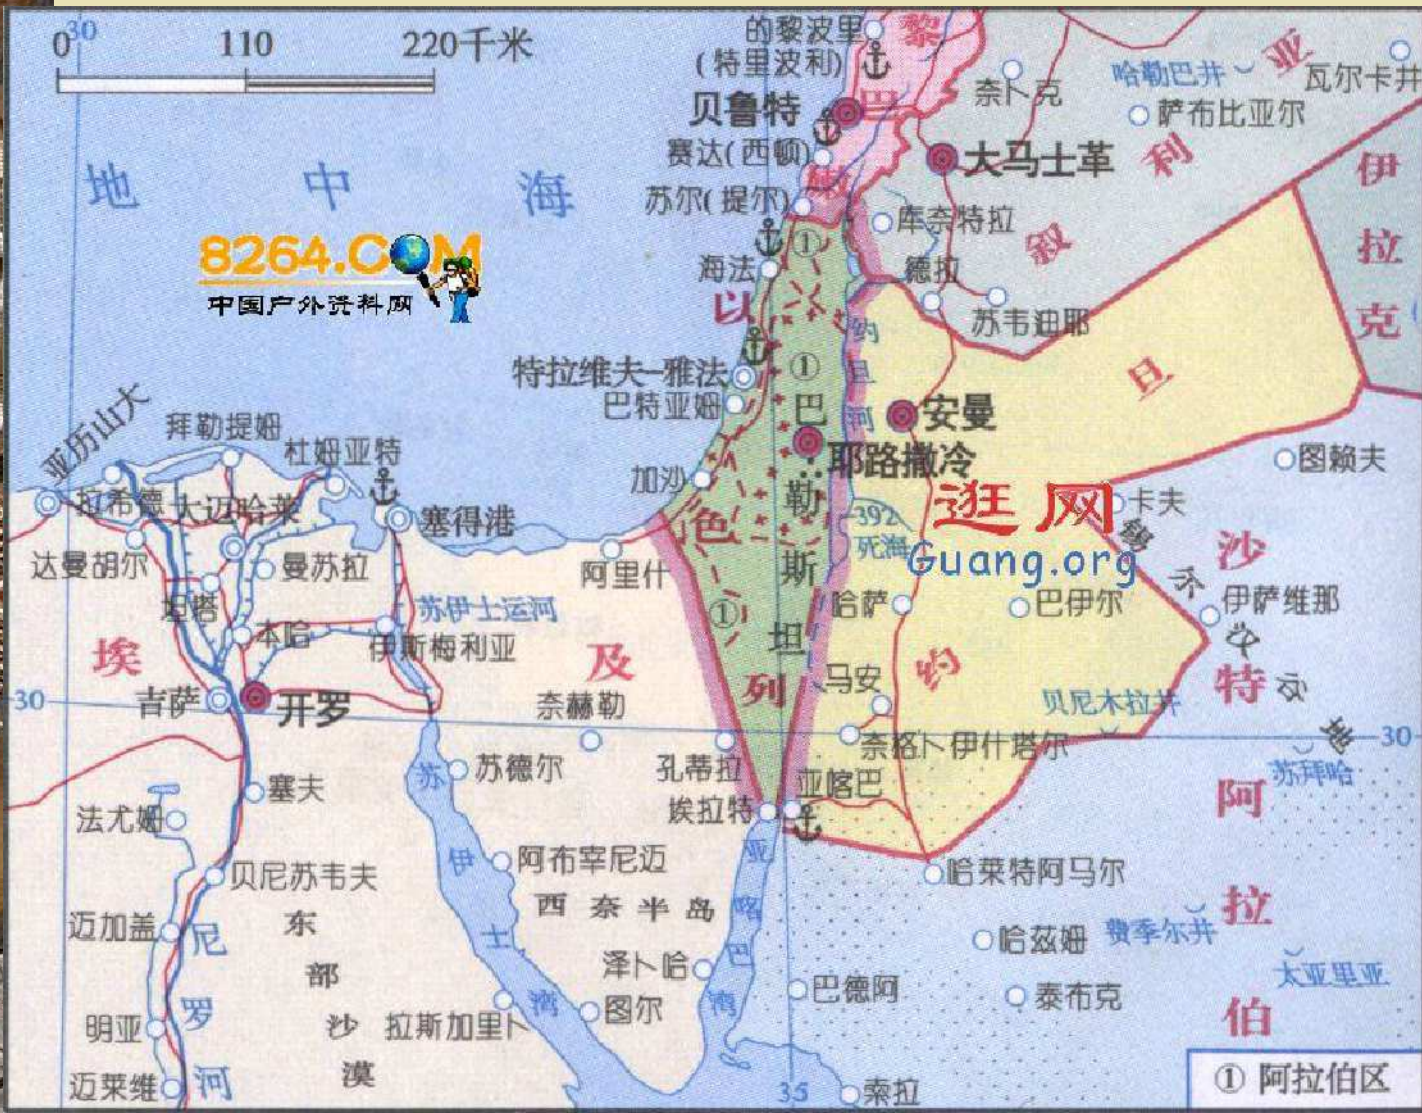 30
0 110 220千米
的黎波里
(特里波利)
黎
巴
嫩
贝鲁特
赛达(西顿)
苏尔(提尔)
奈卜克
哈勒巴井
亚
瓦尔卡井
萨布比亚尔
大马士革
利
叙
伊
拉
克
库奈特拉
德拉
苏韦迪耶
地 中 海
8264.COM
中国户外资料网
①
海法
以
约
旦
河
特拉维夫-雅法
①
巴特亚姆
巴
安曼
旦
耶路撒冷
亚历山大
拜勒提姆
杜姆亚特
加沙
图赖夫
拉希德
大迈哈莱
塞得港
色
勒
392
死海
逛 网
Guang.org
卡夫
沙
达曼胡尔
曼苏拉
阿里什
斯
锡
尔
汉
谷
地
坦塔
苏伊士运河
①
哈萨
巴伊尔
伊萨维那
本哈
伊斯梅利亚
坦
埃
及
约
特
马安
列
吉萨
开罗
30
奈赫勒
贝尼木拉井
奈格卜伊什塔尔
30
苏
苏德尔
孔蒂拉
亚喀巴
苏拜哈
塞夫
埃拉特
阿
法尤姆
伊
阿布宰尼迈
亚
喀
巴
湾
哈莱特阿马尔
贝尼苏韦夫
西 奈 半 岛
拉
东
部
沙
漠
迈加盖
尼
罗
河
士
湾
泽卜哈
哈兹姆
费季尔井
太亚里亚
巴德阿
泰布克
伯
明亚
拉斯加里卜
图尔
迈莱维
35
索拉
① 阿拉伯区